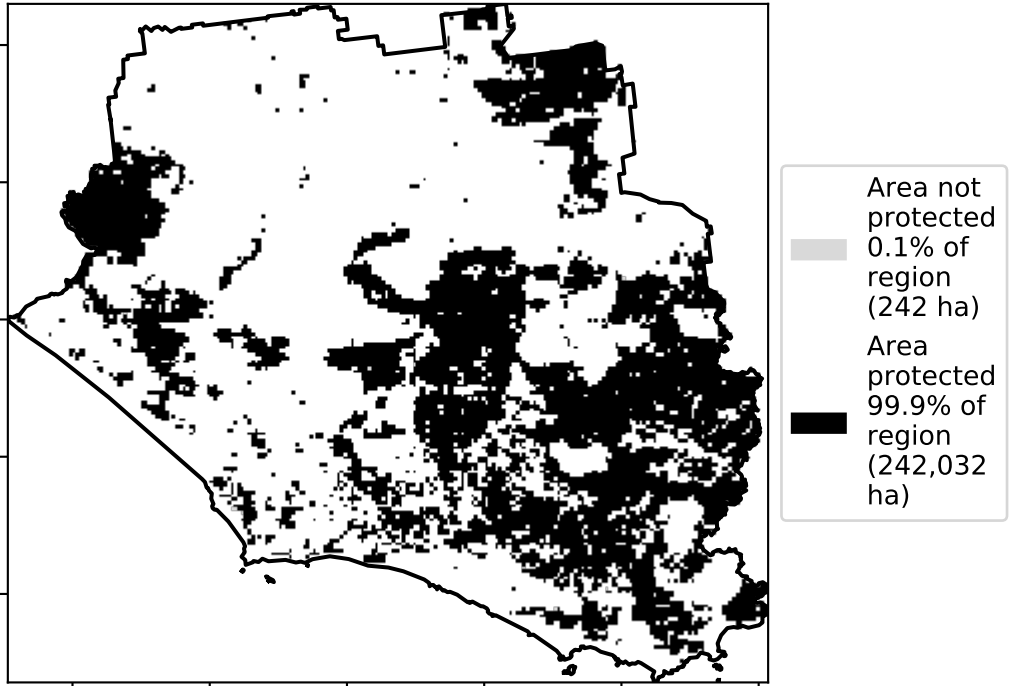 Area not
protected
0.1% of
region
(242 ha)
Area
protected
99.9% of
region
(242,032
ha)